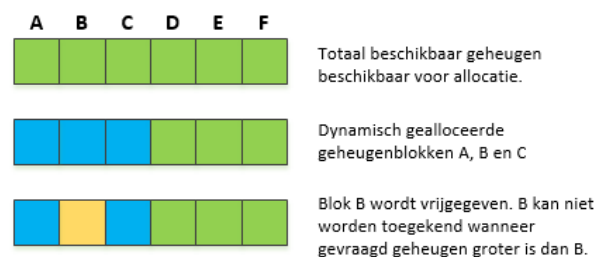 A B C D E F
Totaal beschikbaar geheugen
beschikbaar voor allocatie.
Dynamisch gealloceerde
geheugenblokken A, B en C
Blok B wordt vrijgegeven. B kan niet
worden toegekend wanneer
gevraagd geheugen groter is dan B.